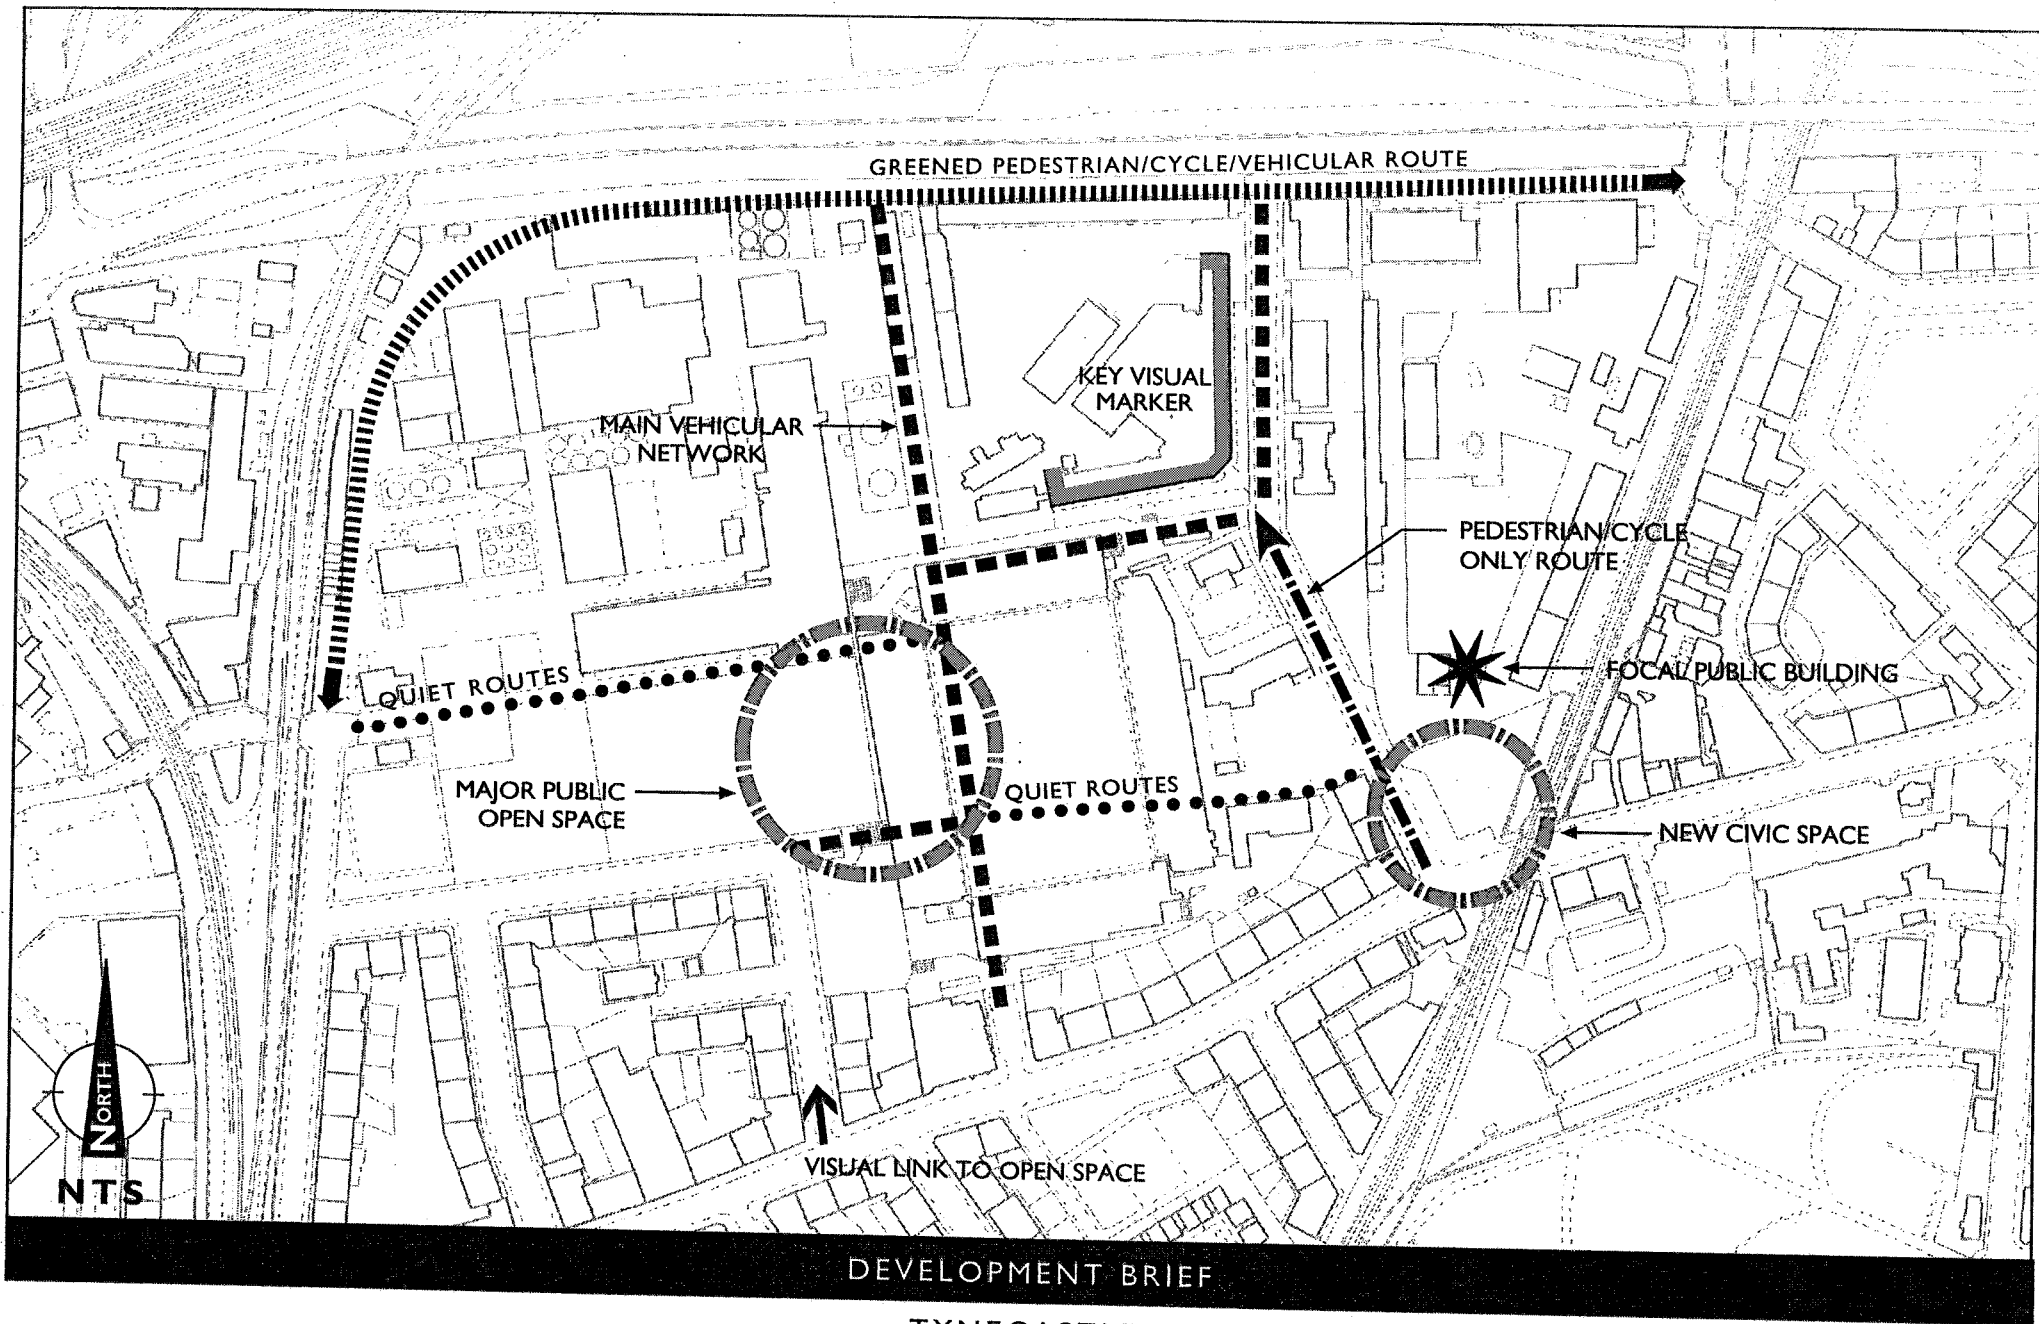 GREENED PEDESTRIAN/CYCLE/VEHICULAR ROUTE
KEY VISUAL
MARKER
MAIN VEHICULAR
NETWORK
PEDESTRIAN/CYCLE
ONLY ROUTE
FOCAL PUBLIC BUILDING
QUIET ROUTES
MAJOR PUBLIC
OPEN SPACE
QUIET ROUTES
NEW CIVIC SPACE
NORTH
NTS
VISUAL LINK TO OPEN SPACE
DEVELOPMENT BRIEF